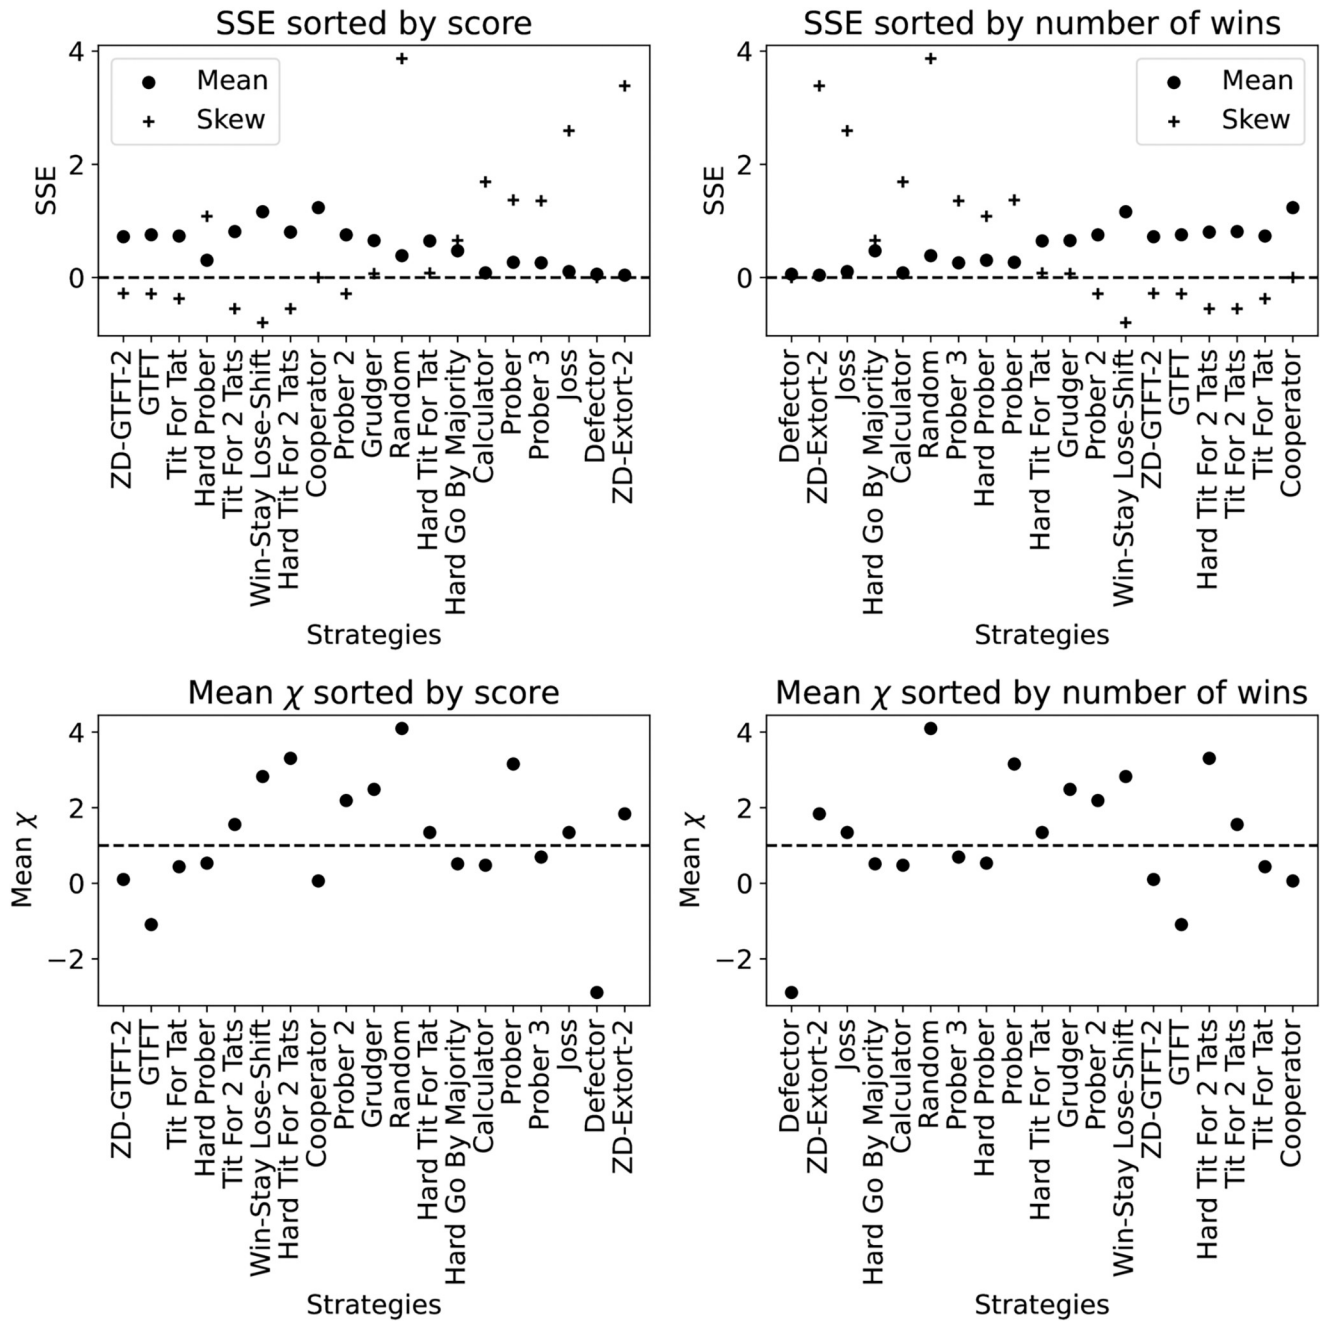 SSE sorted by score
SSE sorted by number of wins
4
2
0
SSE
Mean
Skew
ZD-GTFT-2
GTFT
Tit For Tat
Hard Prober
Tit For 2 Tats
Win-Stay Lose-Shift
Hard Tit For 2 Tats
Cooperator
Prober 2
Grudger
Random
Hard Tit For Tat
Hard Go By Majority
Calculator
Prober
Prober 3
Joss
Defector
ZD-Extort-2
Strategies
4
2
0
SSE
Mean
Skew
Defector
ZD-Extort-2
Joss
Hard Go By Majority
Calculator
Random
Prober 3
Hard Prober
Prober
Hard Tit For Tat
Grudger
Prober 2
Win-Stay Lose-Shift
ZD-GTFT-2
GTFT
Hard Tit For 2 Tats
Tit For 2 Tats
Tit For Tat
Cooperator
Strategies
Mean χ sorted by score
Mean χ sorted by number of wins
4
2
0
−2
Mean χ
ZD-GTFT-2
GTFT
Tit For Tat
Hard Prober
Tit For 2 Tats
Win-Stay Lose-Shift
Hard Tit For 2 Tats
Cooperator
Prober 2
Grudger
Random
Hard Tit For Tat
Hard Go By Majority
Calculator
Prober
Prober 3
Joss
Defector
ZD-Extort-2
Strategies
4
2
0
−2
Mean χ
Defector
ZD-Extort-2
Joss
Hard Go By Majority
Calculator
Random
Prober 3
Hard Prober
Prober
Hard Tit For Tat
Grudger
Prober 2
Win-Stay Lose-Shift
ZD-GTFT-2
GTFT
Hard Tit For 2 Tats
Tit For 2 Tats
Tit For Tat
Cooperator
Strategies